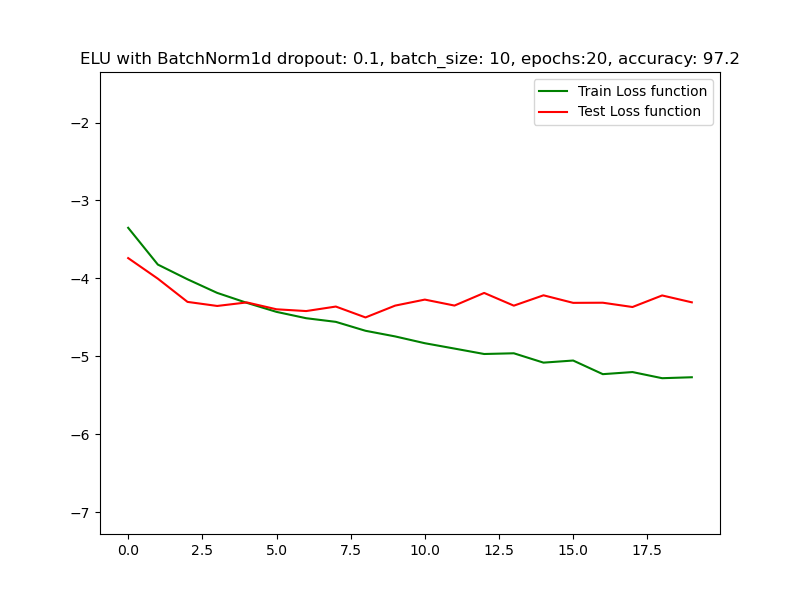 ELU with BatchNorm1d dropout: 0.1, batch_size: 10, epochs:20, accuracy: 97.2
Train Loss function
Test Loss function
−2
−3
−4
−5
−6
−7
0.0 2.5 5.0 7.5 10.0 12.5 15.0 17.5